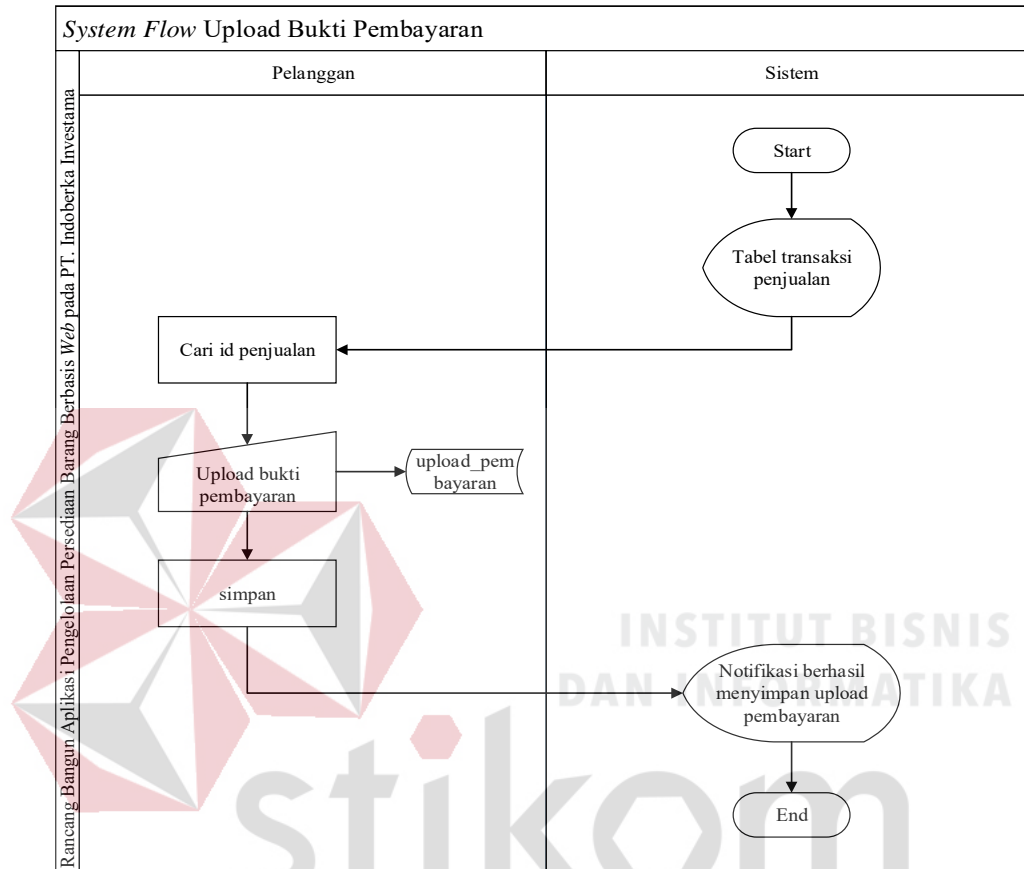 System Flow Upload Bukti Pembayaran
Rancang Bangun Aplikasi Pengelolaan Persediaan Barang Berbasis Web pada PT. Indoberka Investama
Pelanggan
Sistem
Start
Tabel transaksi
penjualan
Cari id penjualan
Upload bukti
pembayaran
upload_pem
bayaran
simpan
INSTITUT BISNIS
DAN INFORMATIKA
Notifikasi berhasil
menyimpan upload
pembayaran
stikom
End